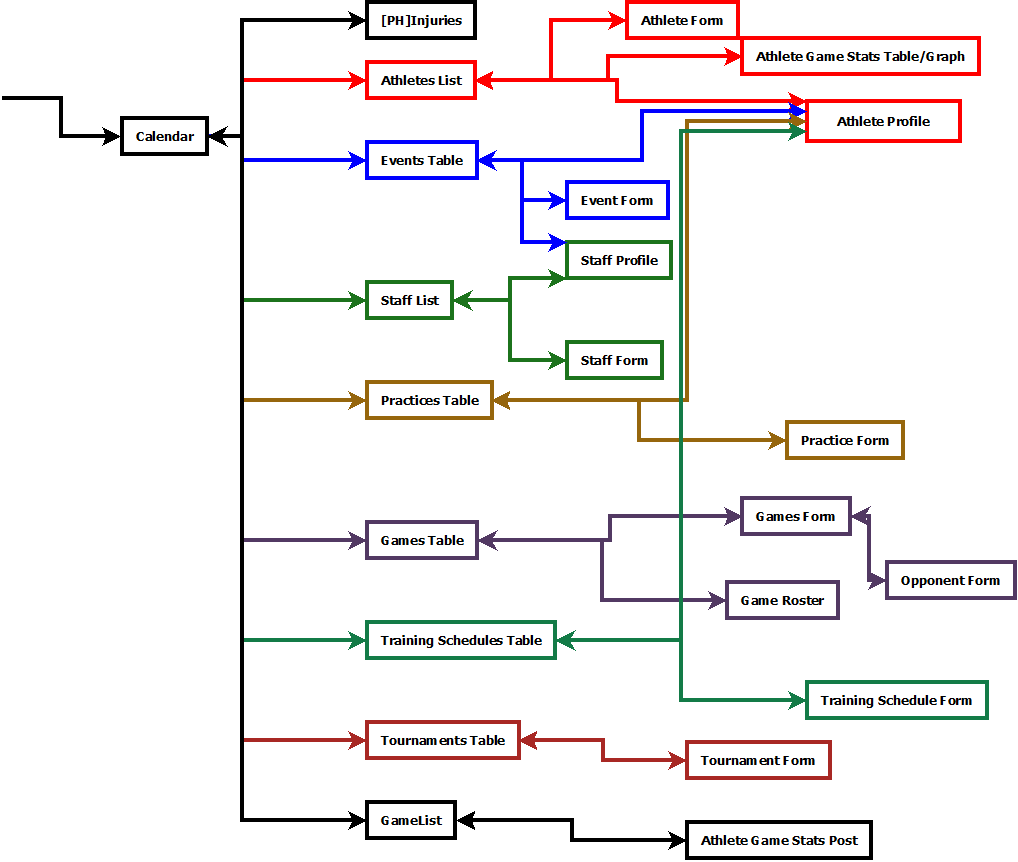 [PH]Injuries
Athlete Form
Athlete Game Stats Table/Graph
Athletes List
Athlete Profile
Calendar
Events Table
Event Form
Staff Profile
Staff List
Staff Form
Practices Table
Practice Form
Games Form
Games Table
Opponent Form
Game Roster
Training Schedules Table
Training Schedule Form
Tournaments Table
Tournament Form
GameList
Athlete Game Stats Post